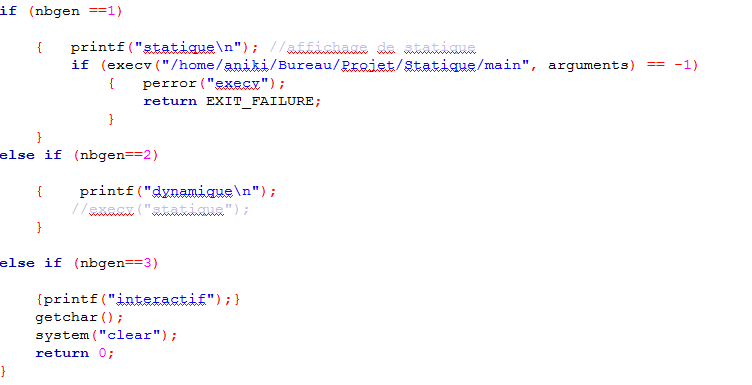 if (nbgen ==1)
{ printf("statique\n"); //affichage de statique
if (execv("/home/aniki/Bureau/Projet/Statique/main", arguments) == -1)
{ perror("execv");
return EXIT_FAILURE;
}
}
else if (nbgen==2)
{ printf("dynamique\n");
//execv("statique");
}
else if (nbgen==3)
{printf("interactif");}
getchar();
system("clear");
return 0;
}